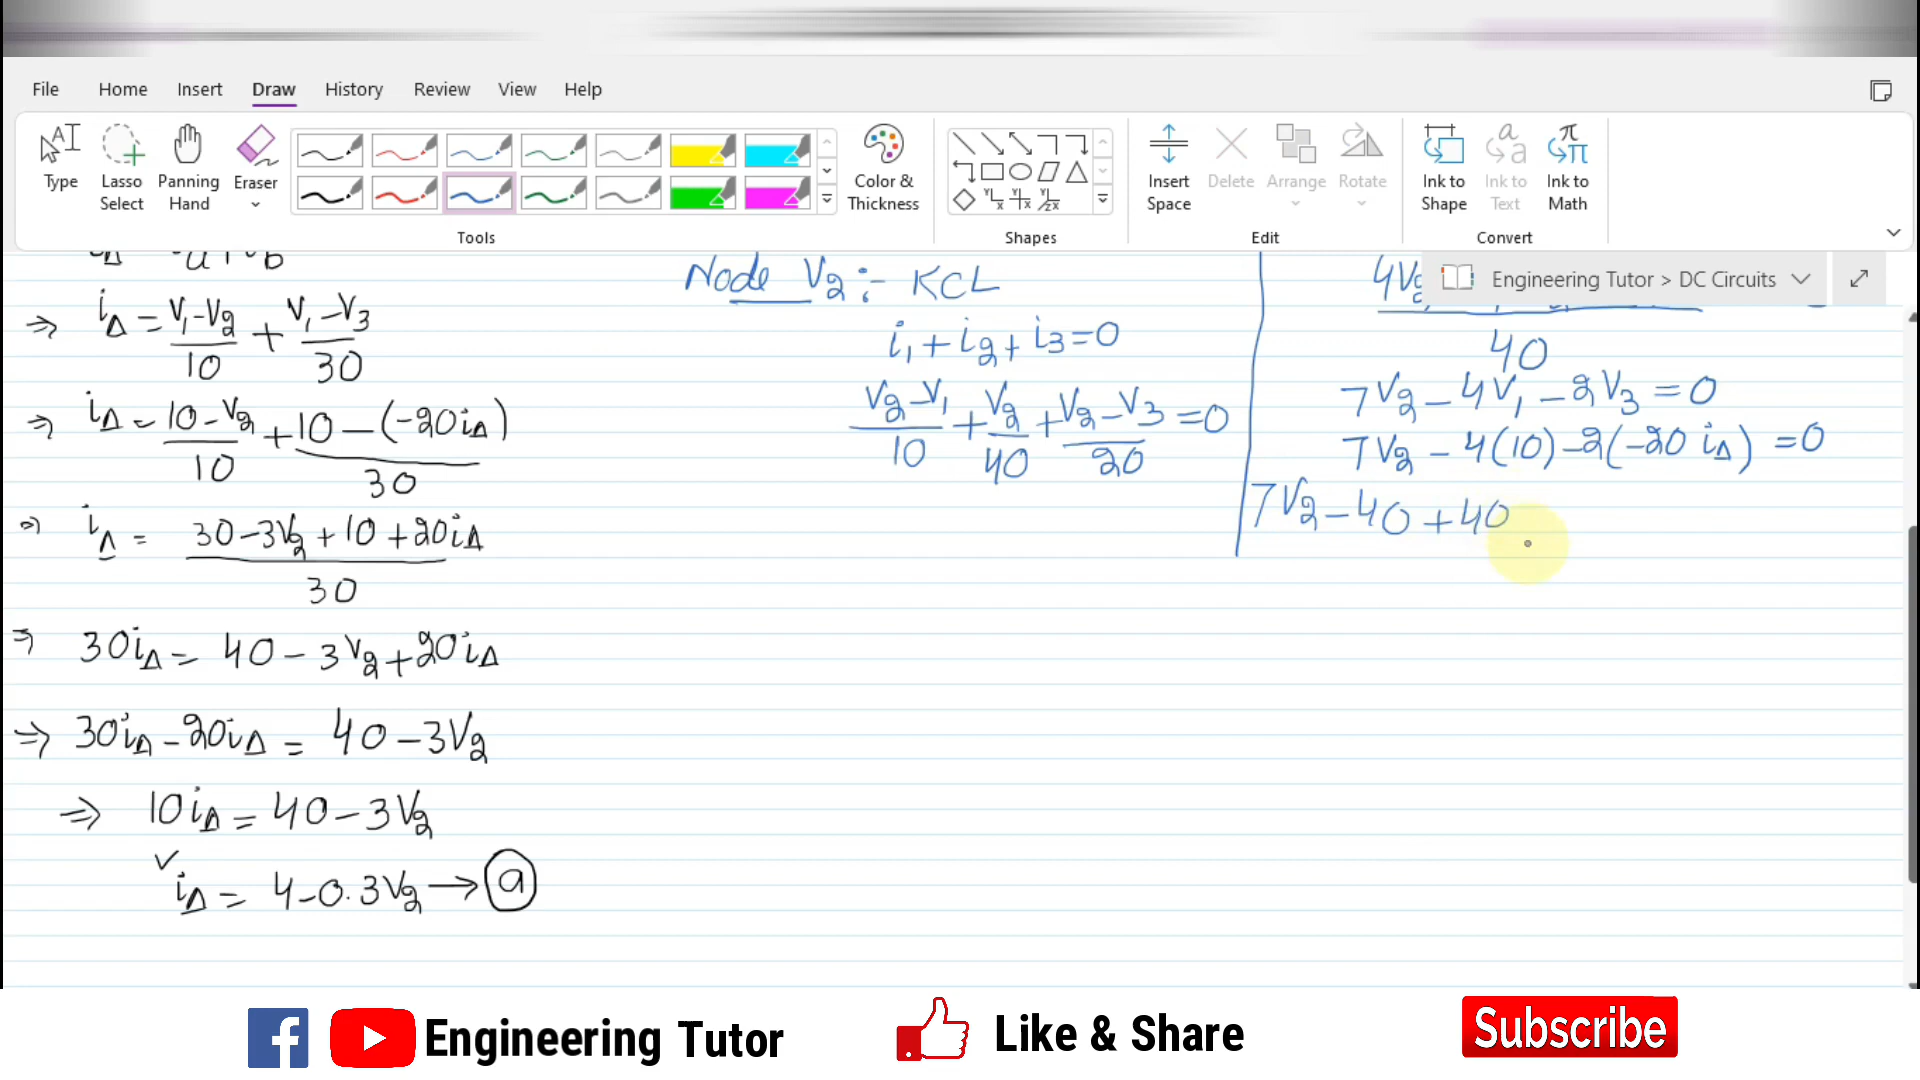 File Home Insert Draw History Review View Help
Type
Lasso Select
Panning Hand
Eraser
Color & Thickness
Insert Space
Delete
Arrange
Rotate
Ink to Shape
Ink to Text
Ink to Math
Tools
Shapes
Edit
Convert
Engineering Tutor > DC Circuits
⇒ iΔ = V₁-V₂/10 + V₁-V₃/30
⇒ iΔ = 10-V₂/10 + 10-(-20iΔ)/30
⇒ iΔ = 30-3V₂+10+20iΔ/30
⇒ 30iΔ = 40-3V₂+20iΔ
⇒ 30iΔ-20iΔ = 40-3V₂
⇒ 10iΔ = 40-3V₂
✓ iΔ = 4-0.3V₂ → ⓐ
Node V₂ :- KCL
i₁+i₂+i₃=0
V₂-V₁/10 + V₂/40 + V₂-V₃/20 = 0
4V₂
40
7V₂-4V₁-2V₃=0
7V₂-4(10)-2(-20 iΔ)=0
7V₂-40+40
Engineering Tutor
Like & Share
Subscribe